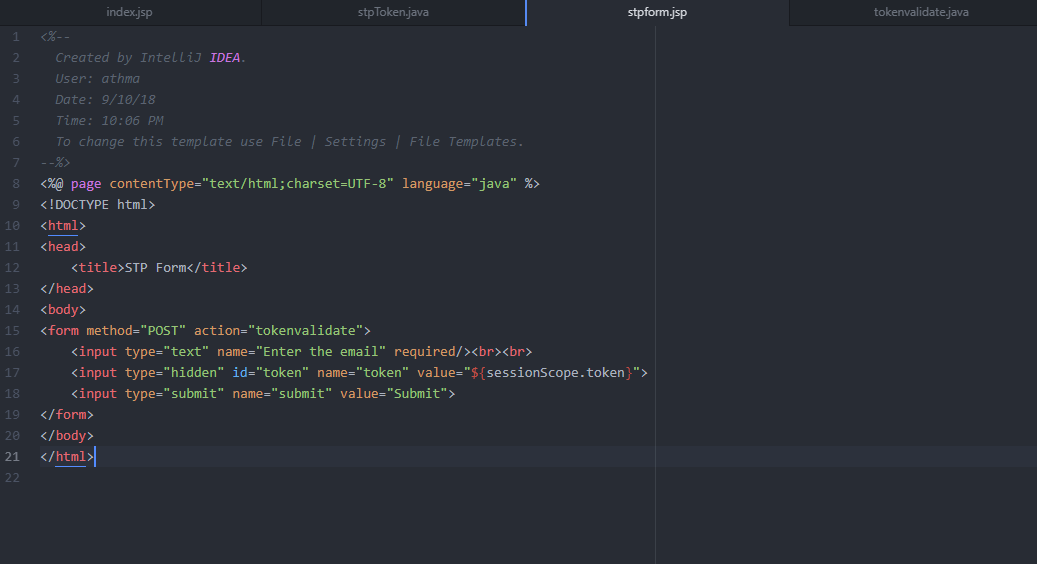 index.jsp stpToken.java stpform.jsp tokenvalidate.java
1 <%--
2 Created by IntelliJ IDEA.
3 User: athma
4 Date: 9/10/18
5 Time: 10:06 PM
6 To change this template use File | Settings | File Templates.
7 --%>
8 <%@ page contentType="text/html;charset=UTF-8" language="java" %>
9 <!DOCTYPE html>
10 <html>
11 <head>
12 <title>STP Form</title>
13 </head>
14 <body>
15 <form method="POST" action="tokenvalidate">
16 <input type="text" name="Enter the email" required/><br><br>
17 <input type="hidden" id="token" name="token" value="${sessionScope.token}">
18 <input type="submit" name="submit" value="Submit">
19 </form>
20 </body>
21 </html>
22